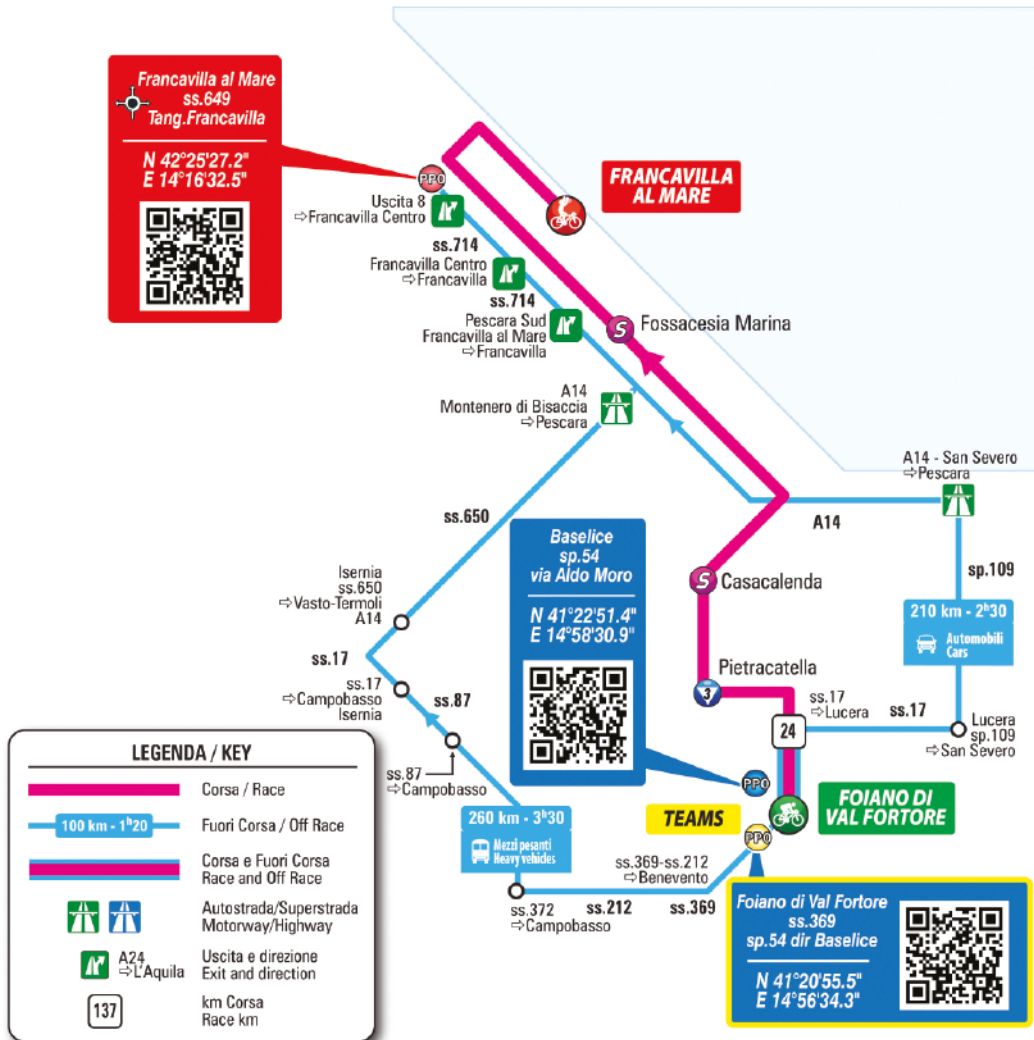 Francavilla al Mare
ss.649
Tang.Francavilla
N 42°25'27.2"
E 14°16'32.5"
PPO
Uscita 8
⇨Francavilla Centro
FRANCAVILLA
AL MARE
ss.714
Francavilla Centro
⇨Francavilla
ss.714
Pescara Sud
Francavilla al Mare
⇨Francavilla
S
Fossacesia Marina
A14
Montenero di Bisaccia
⇨Pescara
A14 - San Severo
⇨Pescara
A14
ss.650
Baselice
sp.54
via Aldo Moro
N 41°22'51.4"
E 14°58'30.9"
S
Casacalenda
sp.109
Isernia
ss.650
⇨Vasto-Termoli
A14
210 km - 2h30
Automobili
Cars
ss.17
ss.17
⇨Campobasso
Isernia
ss.87
Pietracatella
3
ss.17
⇨Lucera
ss.17
24
Lucera
sp.109
⇨San Severo
ss.87
⇨Campobasso
PPO
TEAMS
PPO
FOIANO DI
VAL FORTORE
260 km - 3h30
Mezzi pesanti
Heavy vehicles
ss.369-ss.212
⇨Benevento
ss.372
⇨Campobasso
ss.212
ss.369
Foiano di Val Fortore
ss.369
sp.54 dir Baselice
N 41°20'55.5"
E 14°56'34.3"
LEGENDA / KEY
Corsa / Race
100 km - 1h20
Fuori Corsa / Off Race
Corsa e Fuori Corsa
Race and Off Race
Autostrada/Superstrada
Motorway/Highway
A24
⇨L'Aquila
Uscita e direzione
Exit and direction
137
km Corsa
Race km